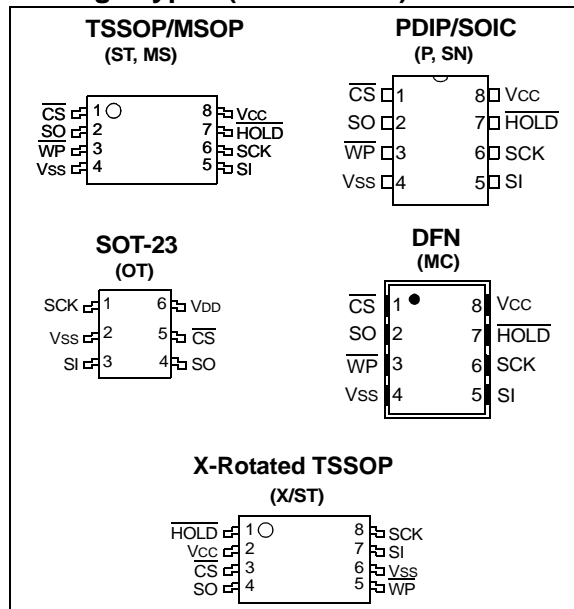 TSSOP/MSOP
(ST, MS)
CS 1 8 VCC
SO 2 7 HOLD
WP 3 6 SCK
VSS 4 5 SI
PDIP/SOIC
(P, SN)
CS 1 8 VCC
SO 2 7 HOLD
WP 3 6 SCK
VSS 4 5 SI
SOT-23
(OT)
SCK 1 6 VDD
VSS 2 5 CS
SI 3 4 SO
DFN
(MC)
CS 1 8 VCC
SO 2 7 HOLD
WP 3 6 SCK
VSS 4 5 SI
X-Rotated TSSOP
(X/ST)
HOLD 1 8 SCK
VCC 2 7 SI
CS 3 6 VSS
SO 4 5 WP